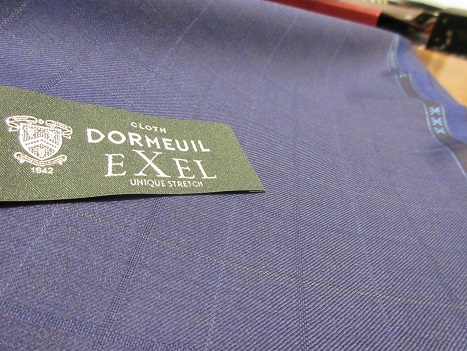 CLOTH
DORMEUIL
EXEL
UNIQUE STRETCH
1842